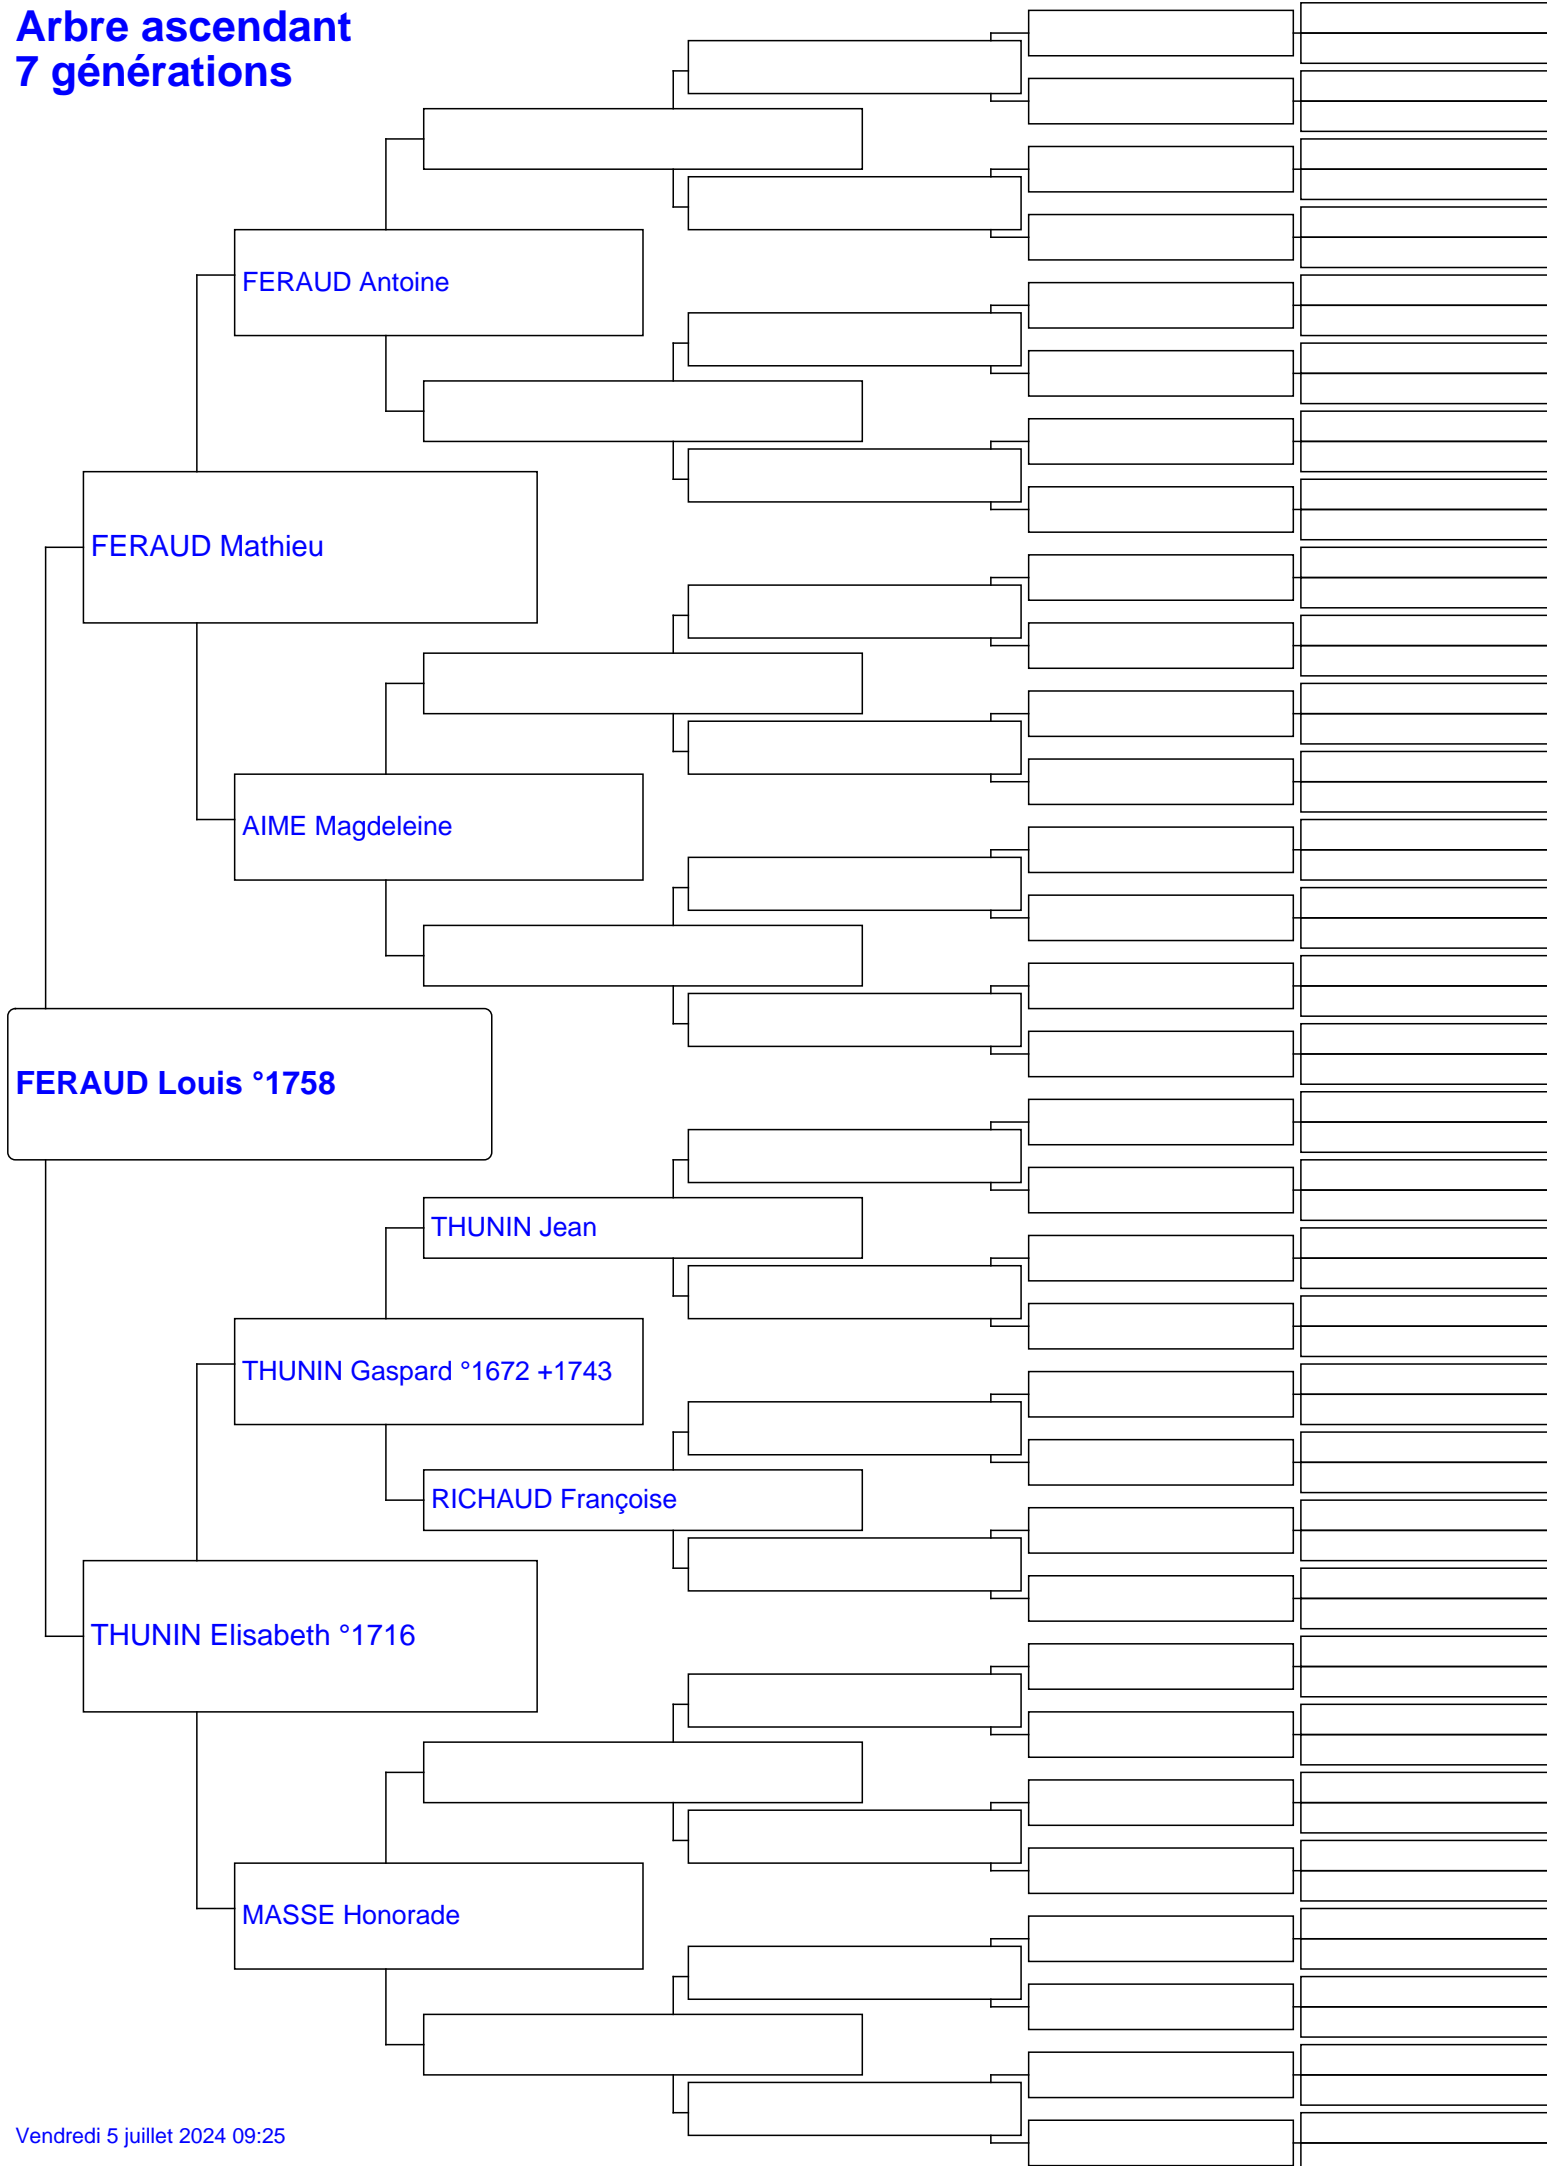 Arbre ascendant
7 générations
FERAUD Antoine
FERAUD Mathieu
AIME Magdeleine
FERAUD Louis °1758
THUNIN Jean
THUNIN Gaspard °1672 +1743
RICHAUD Françoise
THUNIN Elisabeth °1716
MASSE Honorade
Vendredi 5 juillet 2024 09:25